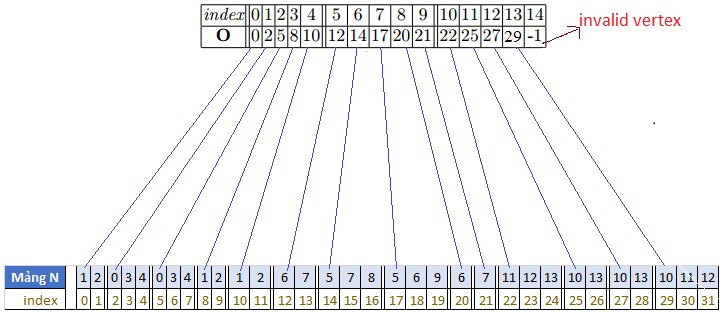 index 0 1 2 3 4 5 6 7 8 9 10 11 12 13 14
O 0 2 5 8 10 12 14 17 20 21 22 25 27 29 -1
invalid vertex
Mảng N 1 2 0 3 4 0 3 4 1 2 1 2 6 7 5 7 8 5 6 9 6 7 11 12 13 10 13 10 13 10 11 12
index 0 1 2 3 4 5 6 7 8 9 10 11 12 13 14 15 16 17 18 19 20 21 22 23 24 25 26 27 28 29 30 31